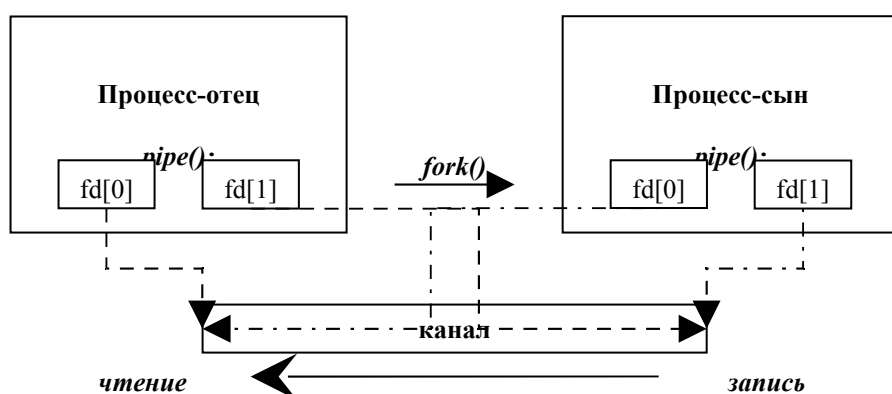 Процесс-отец Процесс-сын
pipe(); fork() pipe();
fd[0] fd[1] fd[0] fd[1]
канал
чтение запись